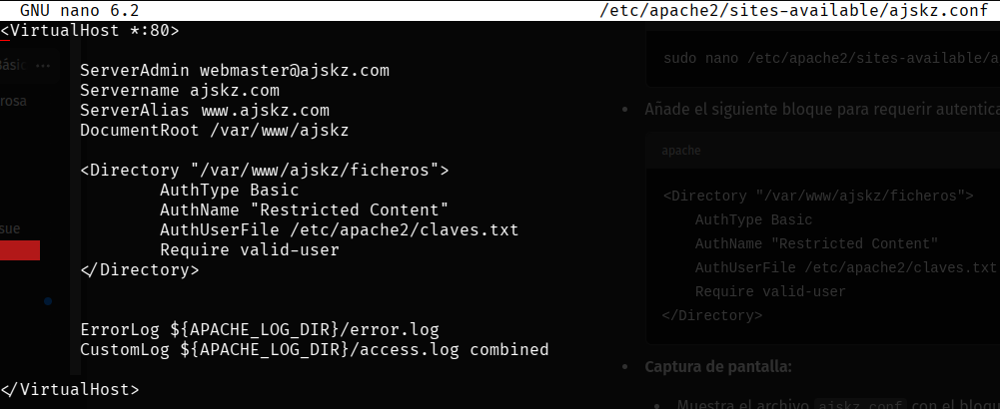 GNU nano 6.2 /etc/apache2/sites-available/ajskz.conf
<VirtualHost *:80>
ServerAdmin webmaster@ajskz.com
Servername ajskz.com
ServerAlias www.ajskz.com
DocumentRoot /var/www/ajskz
<Directory "/var/www/ajskz/ficheros">
AuthType Basic
AuthName "Restricted Content"
AuthUserFile /etc/apache2/claves.txt
Require valid-user
</Directory>
ErrorLog ${APACHE_LOG_DIR}/error.log
CustomLog ${APACHE_LOG_DIR}/access.log combined
</VirtualHost>
Bási ...
rosa
sue
sudo nano /etc/apache2/sites-available/a
• Añade el siguiente bloque para requerir autentica
apache
<Directory "/var/www/ajskz/ficheros">
AuthType Basic
AuthName "Restricted Content"
AuthUserFile /etc/apache2/claves.txt
Require valid-user
</Directory>
• Captura de pantalla:
• Muestra el archivo ajskz.conf con el bloqu